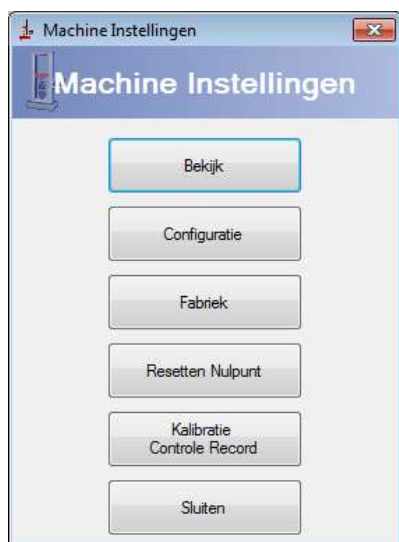 Machine Instellingen
Machine Instellingen
Bekijk
Configuratie
Fabriek
Resetten Nulpunt
Kalibratie
Controle Record
Sluiten